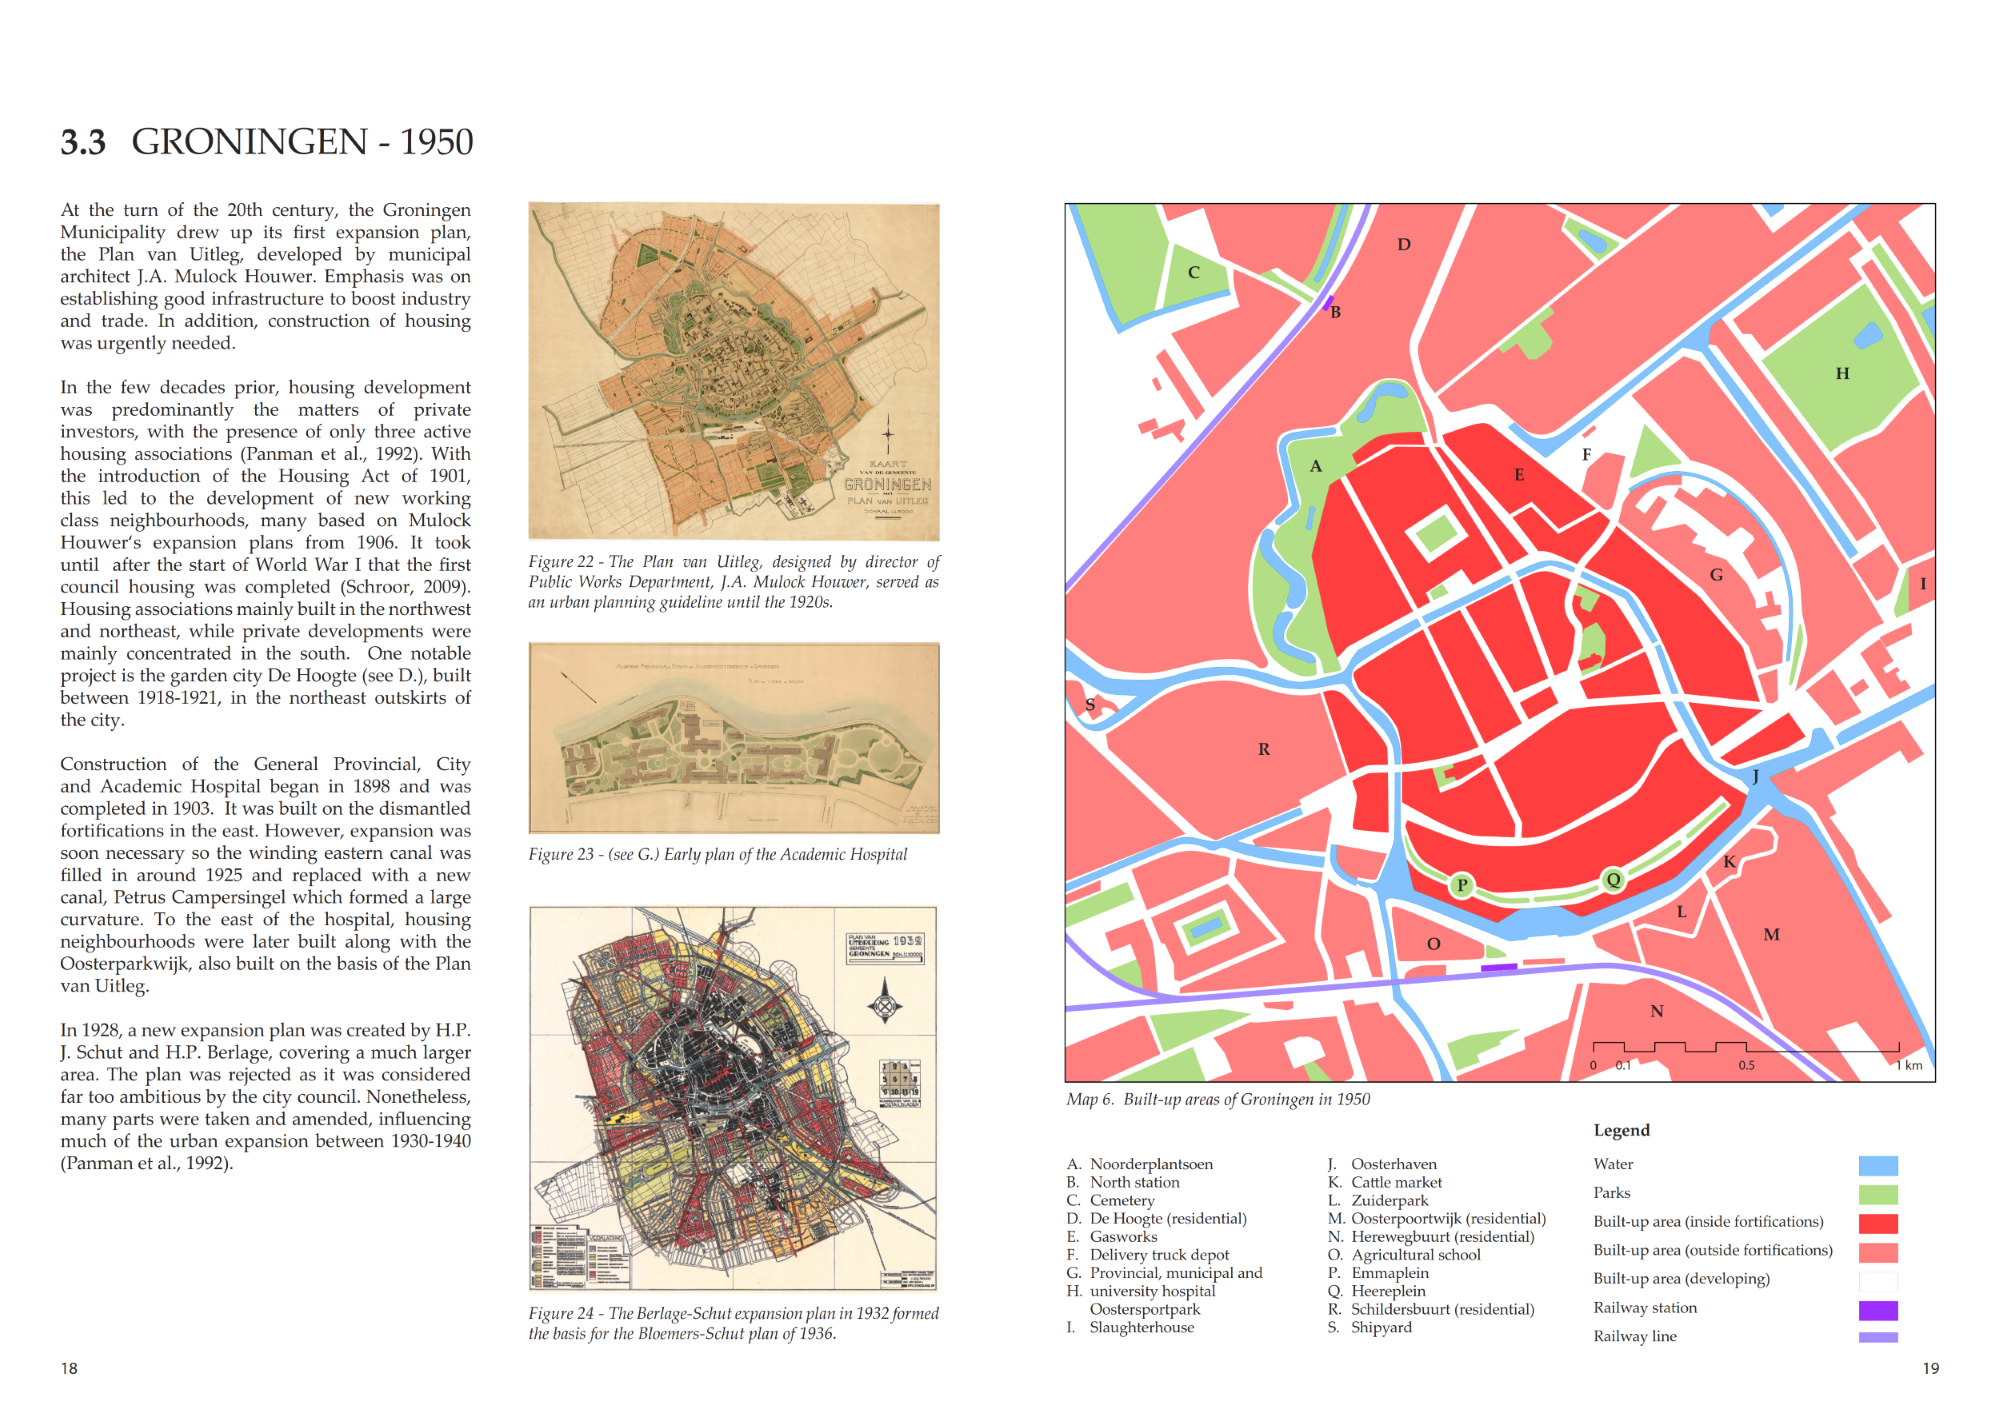 3.3 GRONINGEN - 1950
At the turn of the 20th century, the Groningen
Municipality drew up its first expansion plan,
the Plan van Uitleg, developed by municipal
architect J.A. Mulock Houwer. Emphasis was on
establishing good infrastructure to boost industry
and trade. In addition, construction of housing
was urgently needed.
In the few decades prior, housing development
was predominantly the matters of private
investors, with the presence of only three active
housing associations (Panman et al., 1992). With
the introduction of the Housing Act of 1901,
this led to the development of new working
class neighbourhoods, many based on Mulock
Houwer's expansion plans from 1906. It took
until after the start of World War I that the first
council housing was completed (Schroor, 2009).
Housing associations mainly built in the northwest
and northeast, while private developments were
mainly concentrated in the south. One notable
project is the garden city De Hoogte (see D.), built
between 1918-1921, in the northeast outskirts of
the city.
Construction of the General Provincial, City
and Academic Hospital began in 1898 and was
completed in 1903. It was built on the dismantled
fortifications in the east. However, expansion was
soon necessary so the winding eastern canal was
filled in around 1925 and replaced with a new
canal, Petrus Campersingel which formed a large
curvature. To the east of the hospital, housing
neighbourhoods were later built along with the
Oosterparkwijk, also built on the basis of the Plan
van Uitleg.
In 1928, a new expansion plan was created by H.P.
J. Schut and H.P. Berlage, covering a much larger
area. The plan was rejected as it was considered
far too ambitious by the city council. Nonetheless,
many parts were taken and amended, influencing
much of the urban expansion between 1930-1940
(Panman et al., 1992).
18
KAART
VAN DE GEMEENTE
GRONINGEN
MET
PLAN VAN UITLEG
Figure 22 - The Plan van Uitleg, designed by director of
Public Works Department, J.A. Mulock Houwer, served as
an urban planning guideline until the 1920s.
Figure 23 - (see G.) Early plan of the Academic Hospital
PLAN VAN
UITBREIDING 1932
GEMEENTE
GRONINGEN
Figure 24 - The Berlage-Schut expansion plan in 1932 formed
the basis for the Bloemers-Schut plan of 1936.
D
C
B
H
A
E
F
G
I
S
R
J
K
P
Q
L
O
M
N
0 0.1 0.5 1 km
Map 6. Built-up areas of Groningen in 1950
A. Noorderplantsoen
B. North station
C. Cemetery
D. De Hoogte (residential)
E. Gasworks
F. Delivery truck depot
G. Provincial, municipal and
H. university hospital
Oostersportpark
I. Slaughterhouse
J. Oosterhaven
K. Cattle market
L. Zuiderpark
M. Oosterpoortwijk (residential)
N. Herewegbuurt (residential)
O. Agricultural school
P. Emmaplein
Q. Heereplein
R. Schildersbuurt (residential)
S. Shipyard
Legend
Water
Parks
Built-up area (inside fortifications)
Built-up area (outside fortifications)
Built-up area (developing)
Railway station
Railway line
19